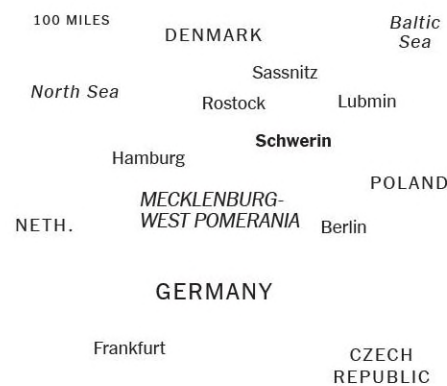 100 MILES
Baltic
Sea
DENMARK
Sassnitz
North Sea
Rostock
Lubmin
Schwerin
Hamburg
POLAND
MECKLENBURG-
WEST POMERANIA
NETH.
Berlin
GERMANY
Frankfurt
CZECH
REPUBLIC